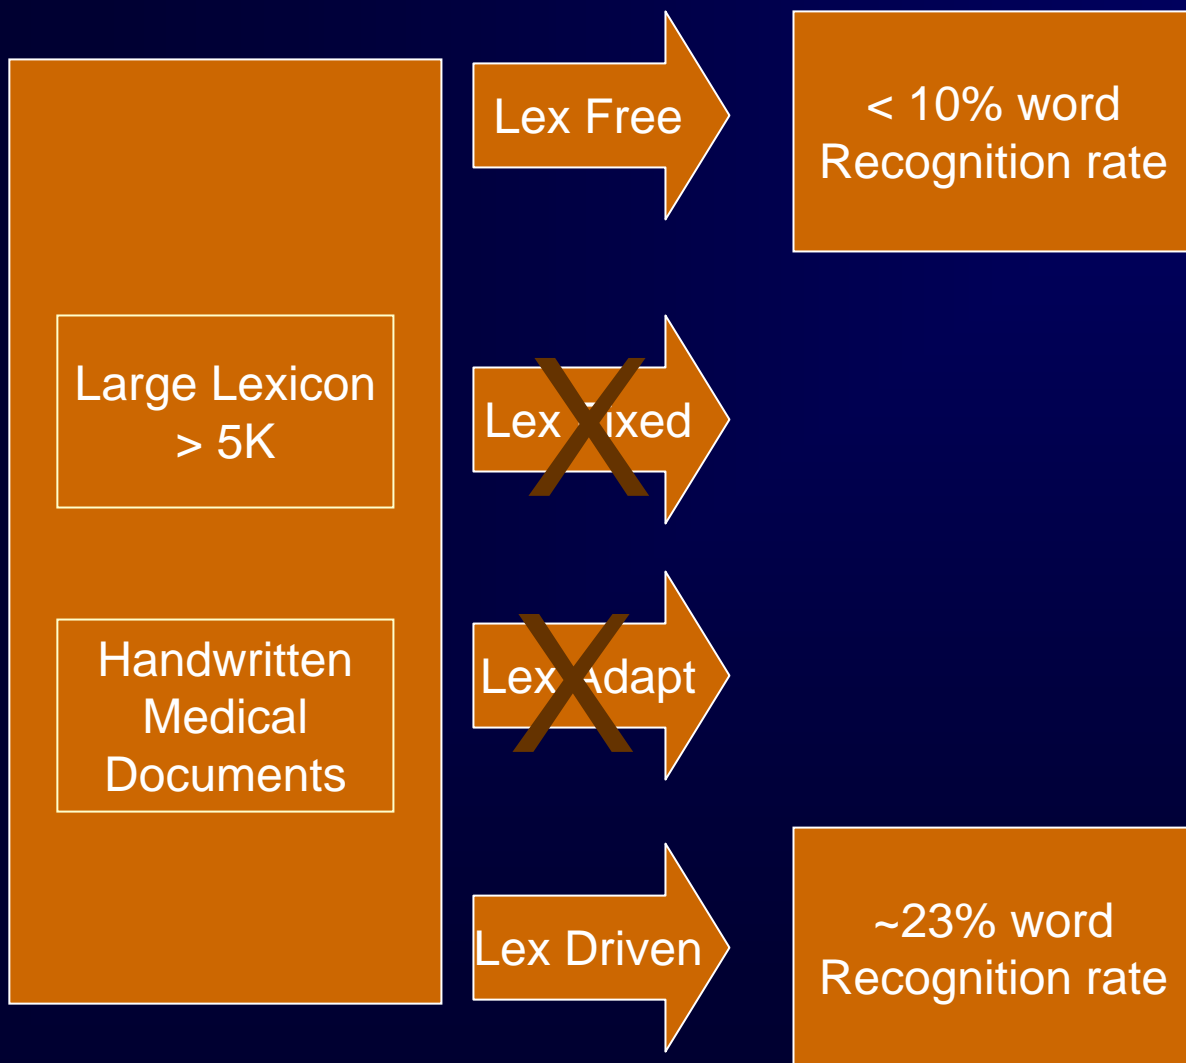 Lex Free
< 10% word
Recognition rate
Large Lexicon
> 5K
Lex Fixed
X
Handwritten
Medical
Documents
Lex Adapt
X
Lex Driven
~23% word
Recognition rate